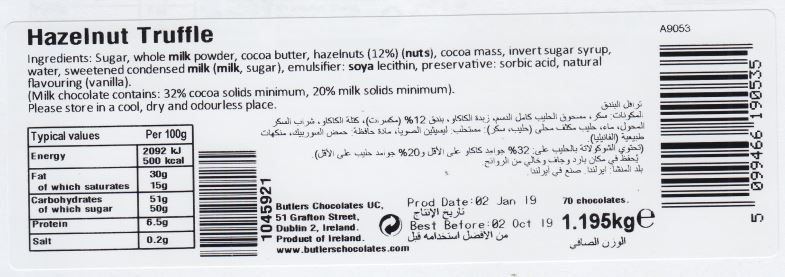 Hazelnut Truffle
Ingredients: Sugar, whole milk powder, cocoa butter, hazelnuts (12%) (nuts), cocoa mass, invert sugar syrup,
water, sweetened condensed milk (milk, sugar), emulsifier: soya lecithin, preservative: sorbic acid, natural
flavouring (vanilla).
(Milk chocolate contains: 32% cocoa solids minimum, 20% milk solids minimum).
Please store in a cool, dry and odourless place.
Typical values Per 100g
Energy 2092 kJ
500 kcal
Fat 30g
of which saturates 15g
Carbohydrates 51g
of which sugar 50g
Protein 6.5g
Salt 0.2g
1045921
ترافل البندق
المكونات: سكر، مسحوق الحليب كامل الدسم، زبدة الكاكاو، بندق 12% (مكسرات)، كتلة الكاكاو، شراب السكر
المحول، ماء، حليب مكثف محلى (حليب، سكر)، مستحلب: ليسيثين الصويا، مادة حافظة: حمض السوربيك، منكهات
طبيعية (الفانيليا).
(تحتوي الشوكولاتة بالحليب على: 32% جوامد كاكاو على الأقل و20% جوامد حليب على الأقل).
يُحفظ في مكان بارد وجاف وخالي من الروائح
بلد المنشأ: ايرلندا. صنع في ايرلندا.
Butlers Chocolates UC,
51 Grafton Street,
Dublin 2, Ireland.
Product of Ireland.
www.butlerschocolates.com
Prod Date:02 Jan 19
تاريخ الإنتاج
Best Before:02 Oct 19
من الأفضل استخدامه قبل
70 chocolates.
1.195kg℮
الوزن الصافي
A9053
5 099466 190535